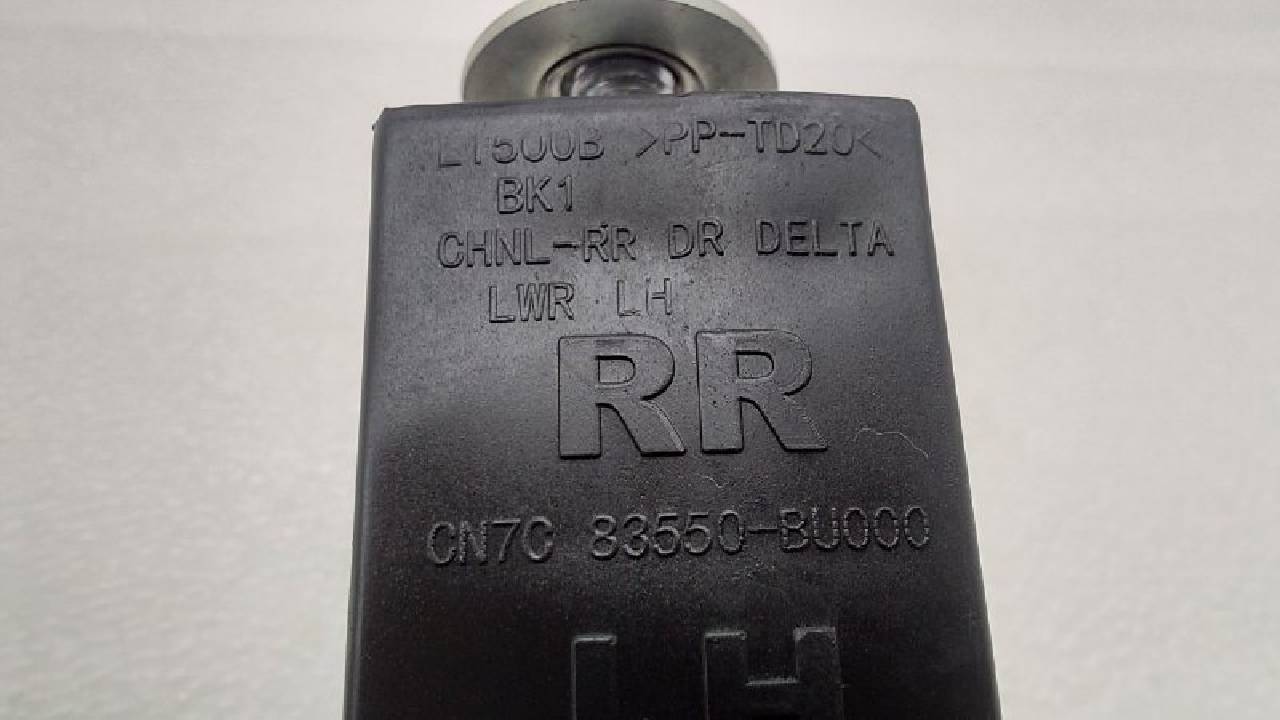 LT500B >PP-TD20<
BK1
CHNL-RR DR DELTA
LWR LH
RR
CN7C 83550-BU000
LH